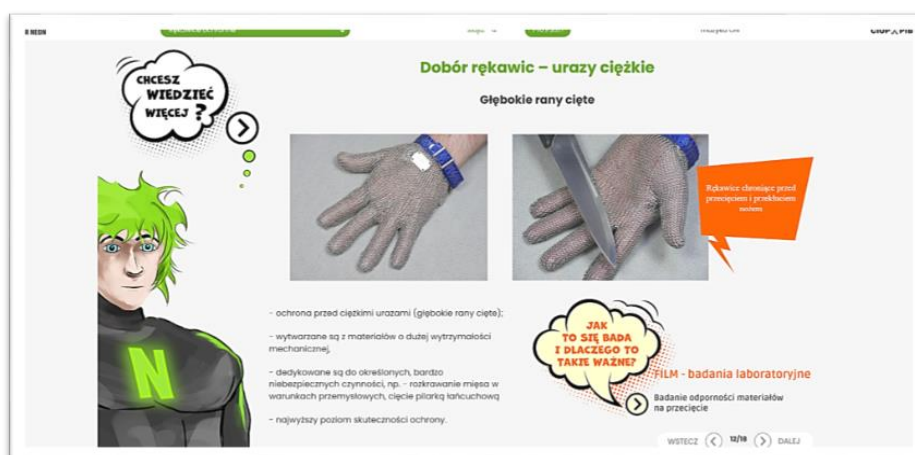 R NESIN
CHCESZ
WIEDZIEĆ
WIĘCEJ ?
Dobór rękawic – urazy ciężkie
Głębokie rany cięte
Rękawice chroniące przed
przecięciem i przekłuciem
nożem
- ochrona przed ciężkimi urazami (głębokie rany cięte);
- wytwarzane są z materiałów o dużej wytrzymałości
mechanicznej,
- dedykowane są do określonych, bardzo
niebezpiecznych czynności, np. - rozkrawanie mięsa w
warunkach przemysłowych, cięcie pilarką łańcuchową
- najwyższy poziom skuteczności ochrony.
JAK
TO SIĘ BADA
I DLACZEGO TO
TAKIE WAŻNE?
FILM - badania laboratoryjne
Badanie odporności materiałów
na przecięcie
N
WSTECZ 12/18 DALEJ